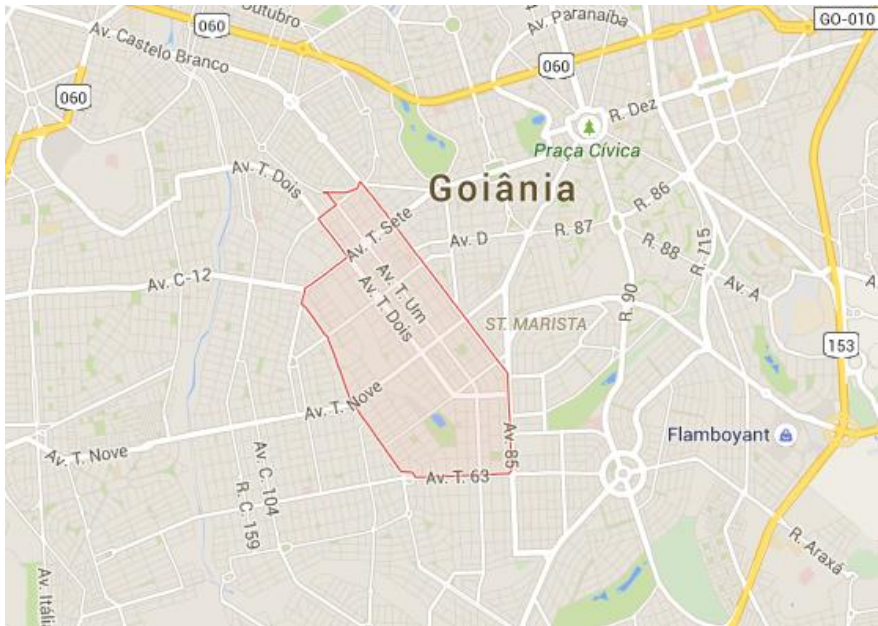 Outubro
060
Av. Paranaíba
GO-010
Av. Castelo Branco
060
060
R. Dez
Praça Cívica
Av. T. Dois
Goiânia
R. 86
Av. T. Sete
Av. D
R. 87
R. 88
R. 115
Av. C-12
Av. T. Um
Av. T. Dois
Av. A
A
R. 90
ST. MARISTA
153
Av. T. Nove
Av. T. Nove
Av. 85
Flamboyant
Av. T. 63
Av. C. 104
R. C. 159
R. Araxá
Av. Itáli